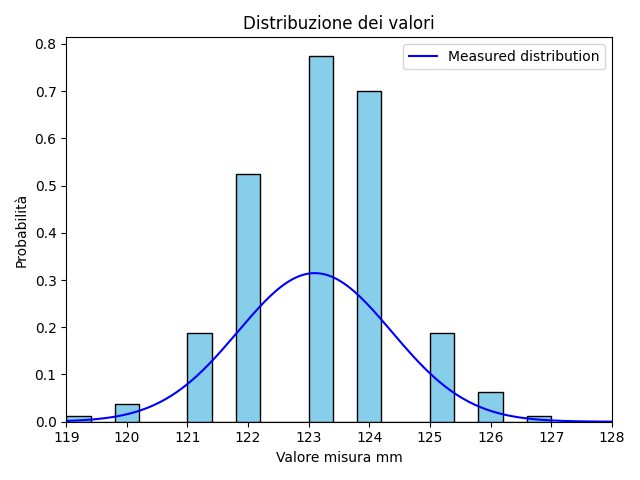 Distribuzione dei valori
Measured distribution
Probabilità
0.8
0.7
0.6
0.5
0.4
0.3
0.2
0.1
0.0
119 120 121 122 123 124 125 126 127 128
Valore misura mm